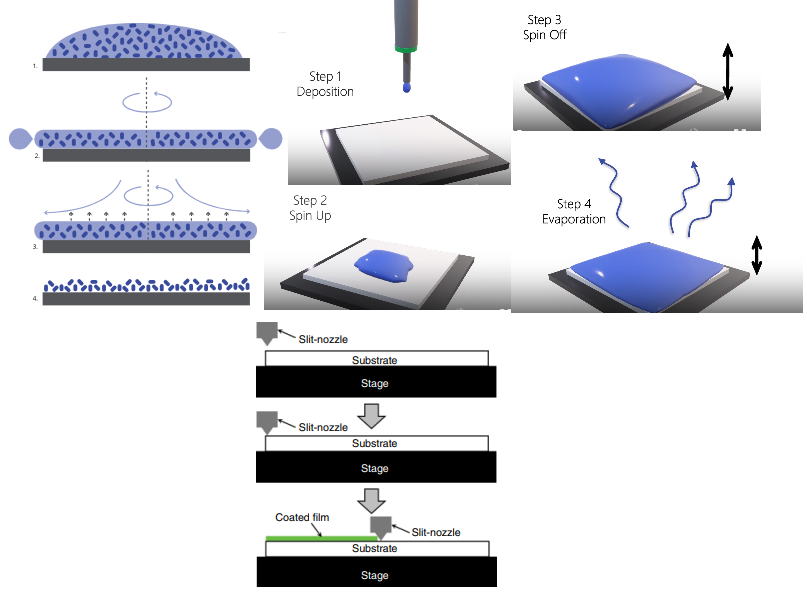 1.
2.
3.
4.
Step 1
Deposition
Step 2
Spin Up
Step 3
Spin Off
Step 4
Evaporation
Slit-nozzle
Substrate
Stage
Slit-nozzle
Substrate
Stage
Coated film
Slit-nozzle
Substrate
Stage